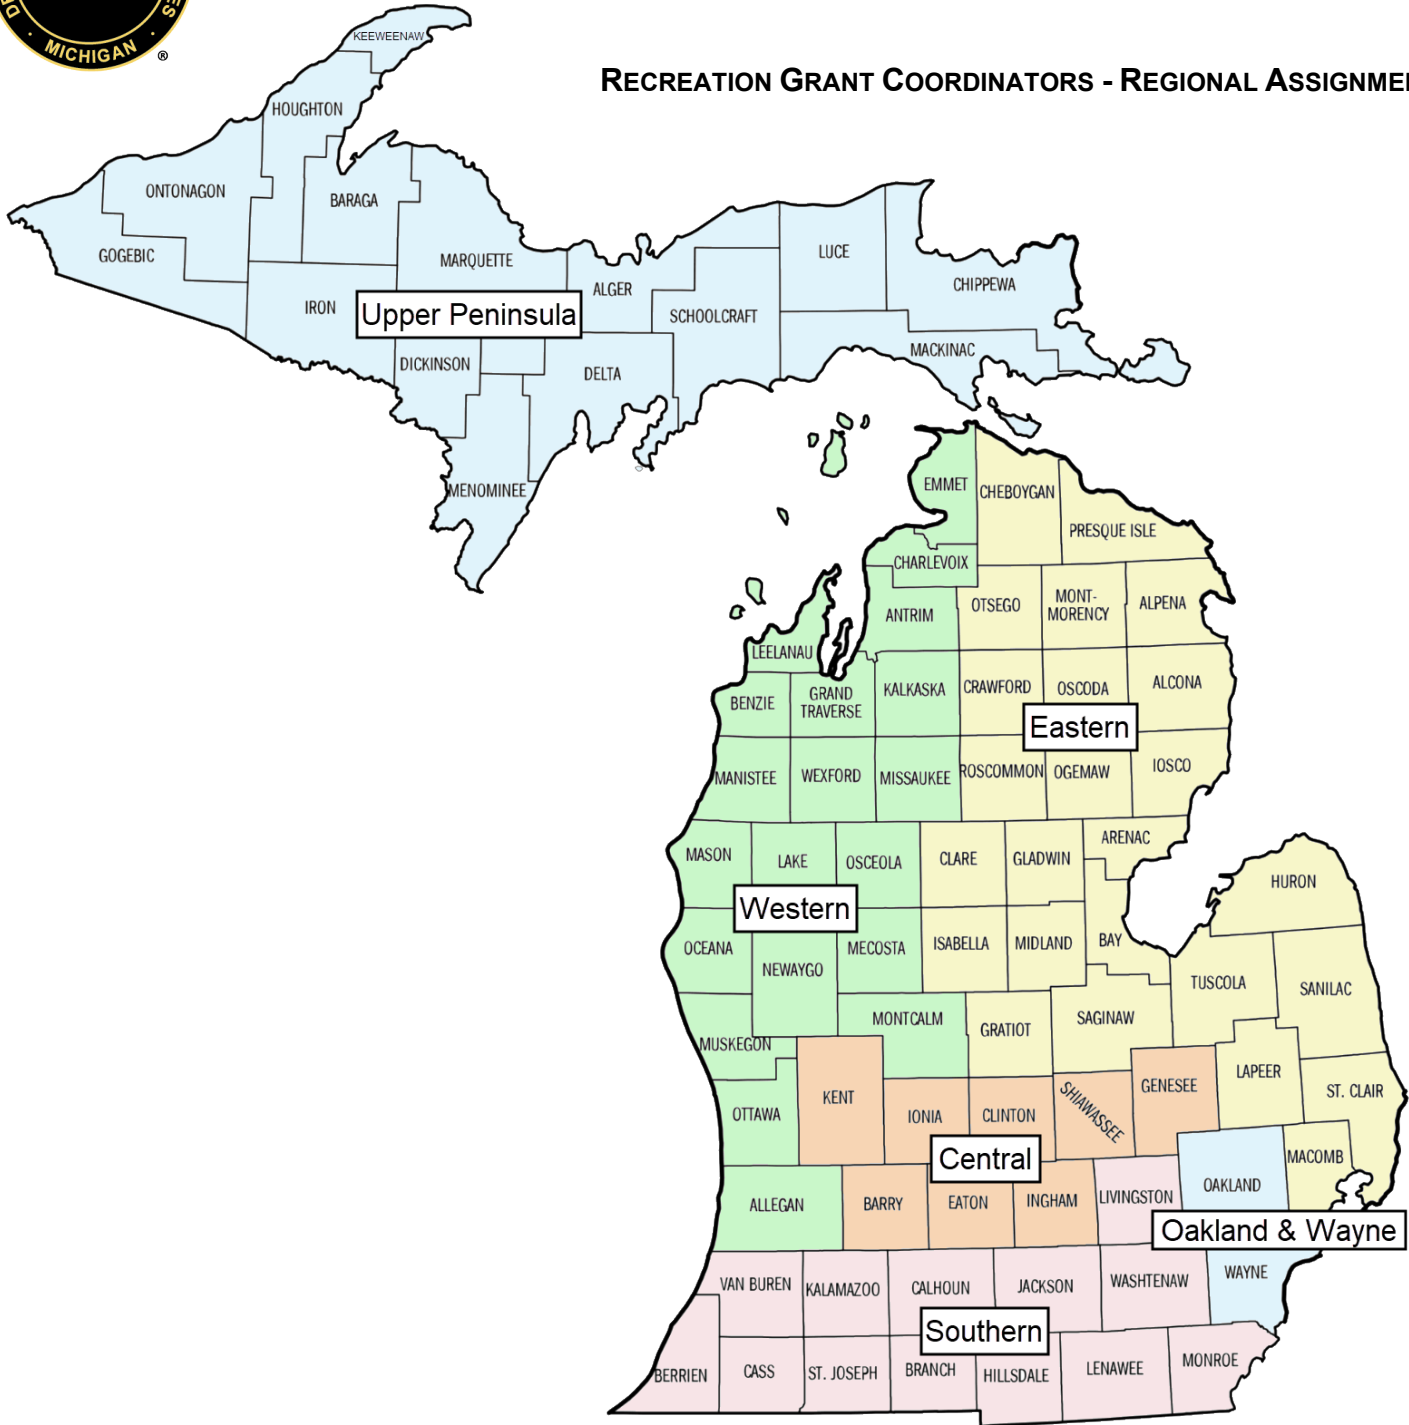 MICHIGAN
®
RECREATION GRANT COORDINATORS - REGIONAL
KEEWEENAW
HOUGHTON
ONTONAGON
BARAGA
GOGEBIC
MARQUETTE
LUCE
CHIPPEWA
ALGER
IRON
Upper Peninsula
SCHOOLCRAFT
MACKINAC
DICKINSON
DELTA
MENOMINEE
EMMET
CHEBOYGAN
PRESQUE ISLE
CHARLEVOIX
ANTRIM
OTSEGO
MONT-
MORENCY
ALPENA
LEELANAU
BENZIE
GRAND
TRAVERSE
KALKASKA
CRAWFORD
OSCODA
ALCONA
Eastern
MANISTEE
WEXFORD
MISSAUKEE
ROSCOMMON
OGEMAW
IOSCO
MASON
LAKE
OSCEOLA
CLARE
GLADWIN
ARENAC
HURON
Western
OCEANA
NEWAYGO
MECOSTA
ISABELLA
MIDLAND
BAY
TUSCOLA
SANILAC
MUSKEGON
MONTCALM
GRATIOT
SAGINAW
KENT
IONIA
CLINTON
SHIAWASSEE
GENESEE
LAPEER
ST. CLAIR
OTTAWA
Central
MACOMB
ALLEGAN
BARRY
EATON
INGHAM
LIVINGSTON
OAKLAND
Oakland & Wayne
VAN BUREN
KALAMAZOO
CALHOUN
JACKSON
WASHTENAW
WAYNE
Southern
BERRIEN
CASS
ST. JOSEPH
BRANCH
HILLSDALE
LENAWEE
MONROE